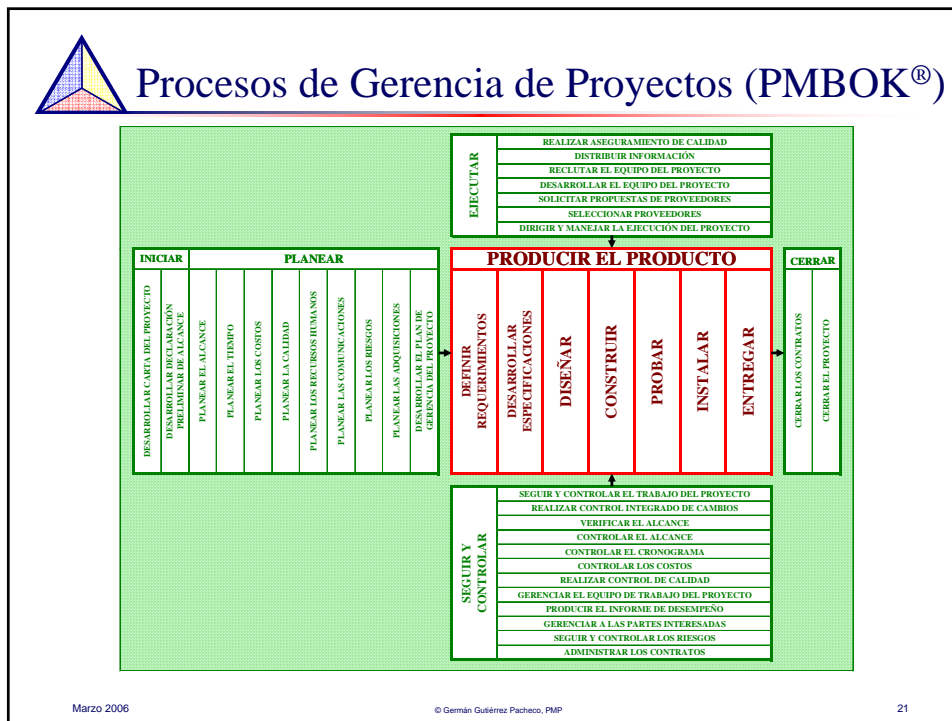 Procesos de Gerencia de Proyectos (PMBOK®)
EJECUTAR
REALIZAR ASEGURAMIENTO DE CALIDAD
DISTRIBUIR INFORMACIÓN
RECLUTAR EL EQUIPO DEL PROYECTO
DESARROLLAR EL EQUIPO DEL PROYECTO
SOLICITAR PROPUESTAS DE PROVEEDORES
SELECCIONAR PROVEEDORES
DIRIGIR Y MANEJAR LA EJECUCIÓN DEL PROYECTO
INICIAR
DESARROLLAR CARTA DEL PROYECTO
DESARROLLAR DECLARACIÓN
PRELIMINAR DE ALCANCE
PLANEAR
PLANEAR EL ALCANCE
PLANEAR EL TIEMPO
PLANEAR LOS COSTOS
PLANEAR LA CALIDAD
PLANEAR LOS RECURSOS HUMANOS
PLANEAR LAS COMUNICACIONES
PLANEAR LOS RIESGOS
PLANEAR LAS ADQUISICIONES
DESARROLLAR EL PLAN DE
GERENCIA DEL PROYECTO
PRODUCIR EL PRODUCTO
DEFINIR
REQUERIMIENTOS
DESARROLLAR
ESPECIFICACIONES
DISEÑAR
CONSTRUIR
PROBAR
INSTALAR
ENTREGAR
CERRAR
CERRAR LOS CONTRATOS
CERRAR EL PROYECTO
SEGUIR Y
CONTROLAR
SEGUIR Y CONTROLAR EL TRABAJO DEL PROYECTO
REALIZAR CONTROL INTEGRADO DE CAMBIOS
VERIFICAR EL ALCANCE
CONTROLAR EL ALCANCE
CONTROLAR EL CRONOGRAMA
CONTROLAR LOS COSTOS
REALIZAR CONTROL DE CALIDAD
GERENCIAR EL EQUIPO DE TRABAJO DEL PROYECTO
PRODUCIR EL INFORME DE DESEMPEÑO
GERENCIAR A LAS PARTES INTERESADAS
SEGUIR Y CONTROLAR LOS RIESGOS
ADMINISTRAR LOS CONTRATOS
Marzo 2006
© Germán Gutiérrez Pacheco, PMP
21